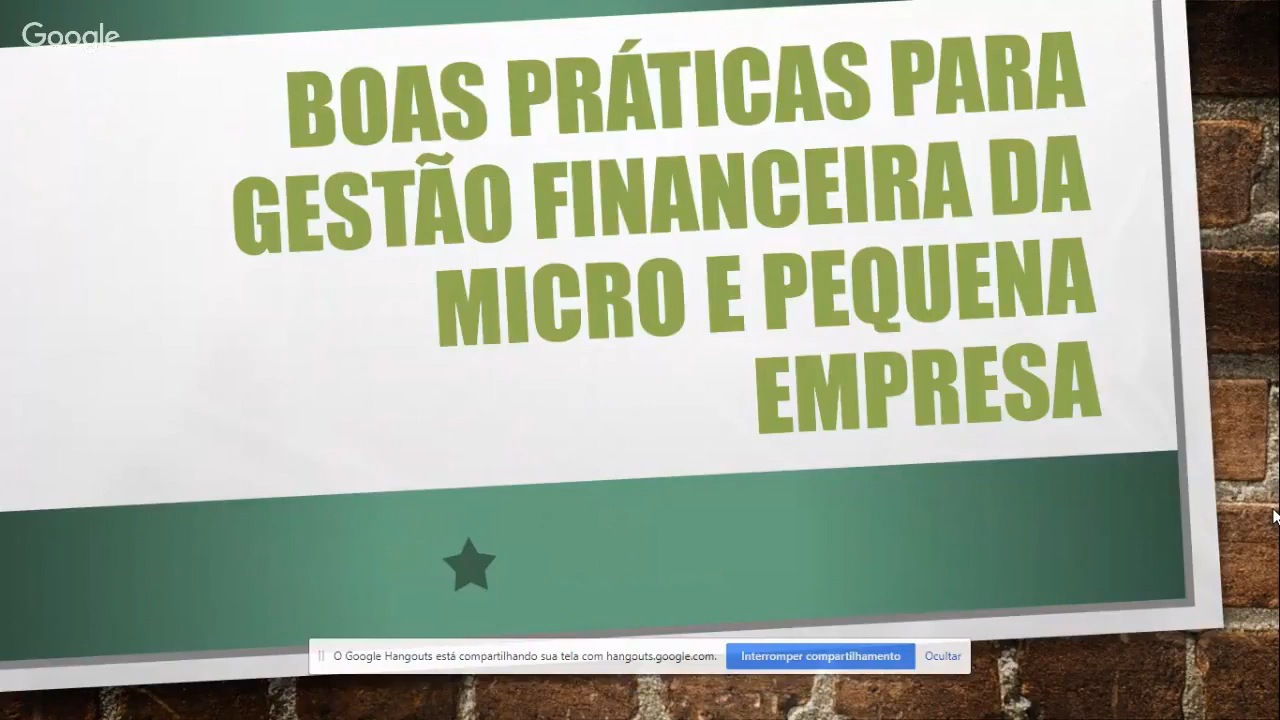 Google
BOAS PRÁTICAS PARA
GESTÃO FINANCEIRA DA
MICRO E PEQUENA
EMPRESA
O Google Hangouts está compartilhando sua tela com hangouts.google.com. Interromper compartilhamento Ocultar